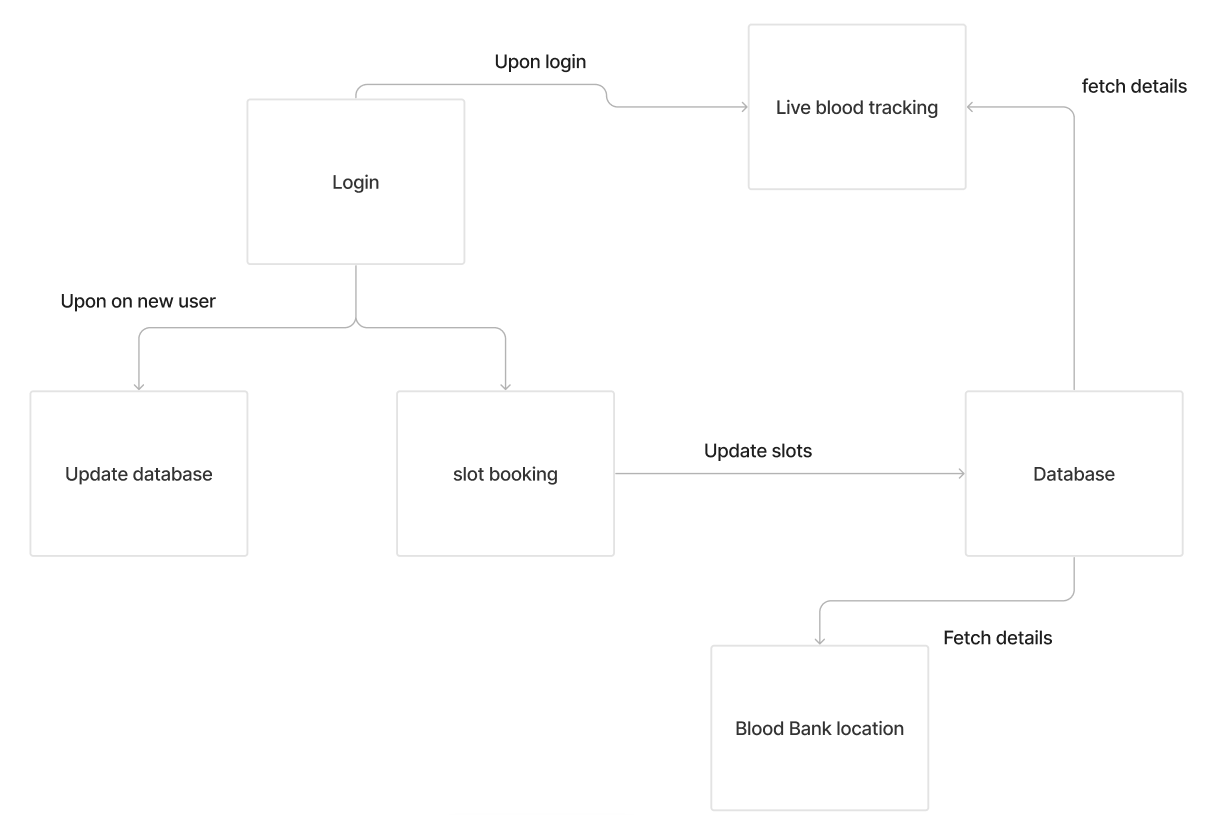 Upon login
fetch details
Live blood tracking
Login
Upon on new user
Update slots
Update database
slot booking
Database
Fetch details
Blood Bank location